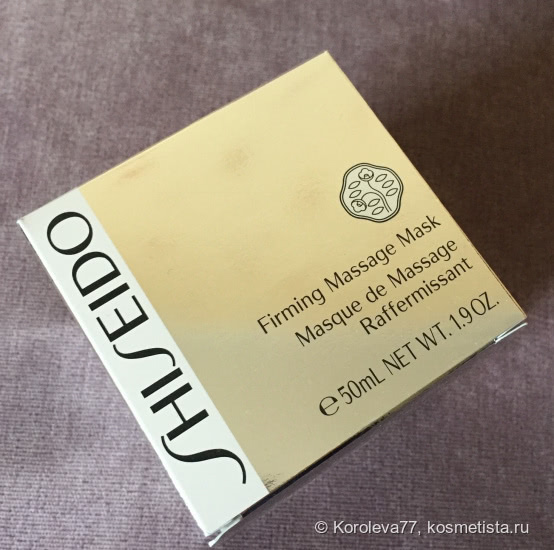 SHISEIDO
Firming Massage Mask
Masque de Massage
Raffermissant
℮ 50mL NET WT. 1.9 OZ.
© Koroleva77, kosmetista.ru